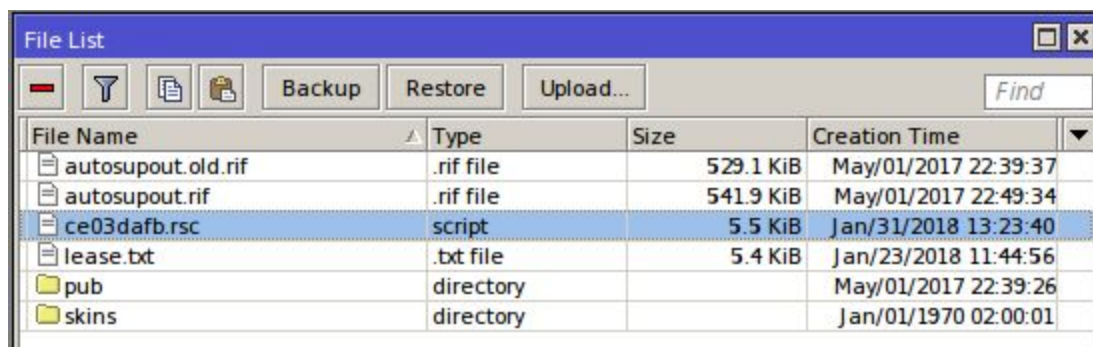 File List
Backup Restore Upload... Find
File Name Type Size Creation Time
autosupout.old.rif .rif file 529.1 KiB May/01/2017 22:39:37
autosupout.rif .rif file 541.9 KiB May/01/2017 22:49:34
ce03dafb.rsc script 5.5 KiB Jan/31/2018 13:23:40
lease.txt .txt file 5.4 KiB Jan/23/2018 11:44:56
pub directory May/01/2017 22:39:26
skins directory Jan/01/1970 02:00:01